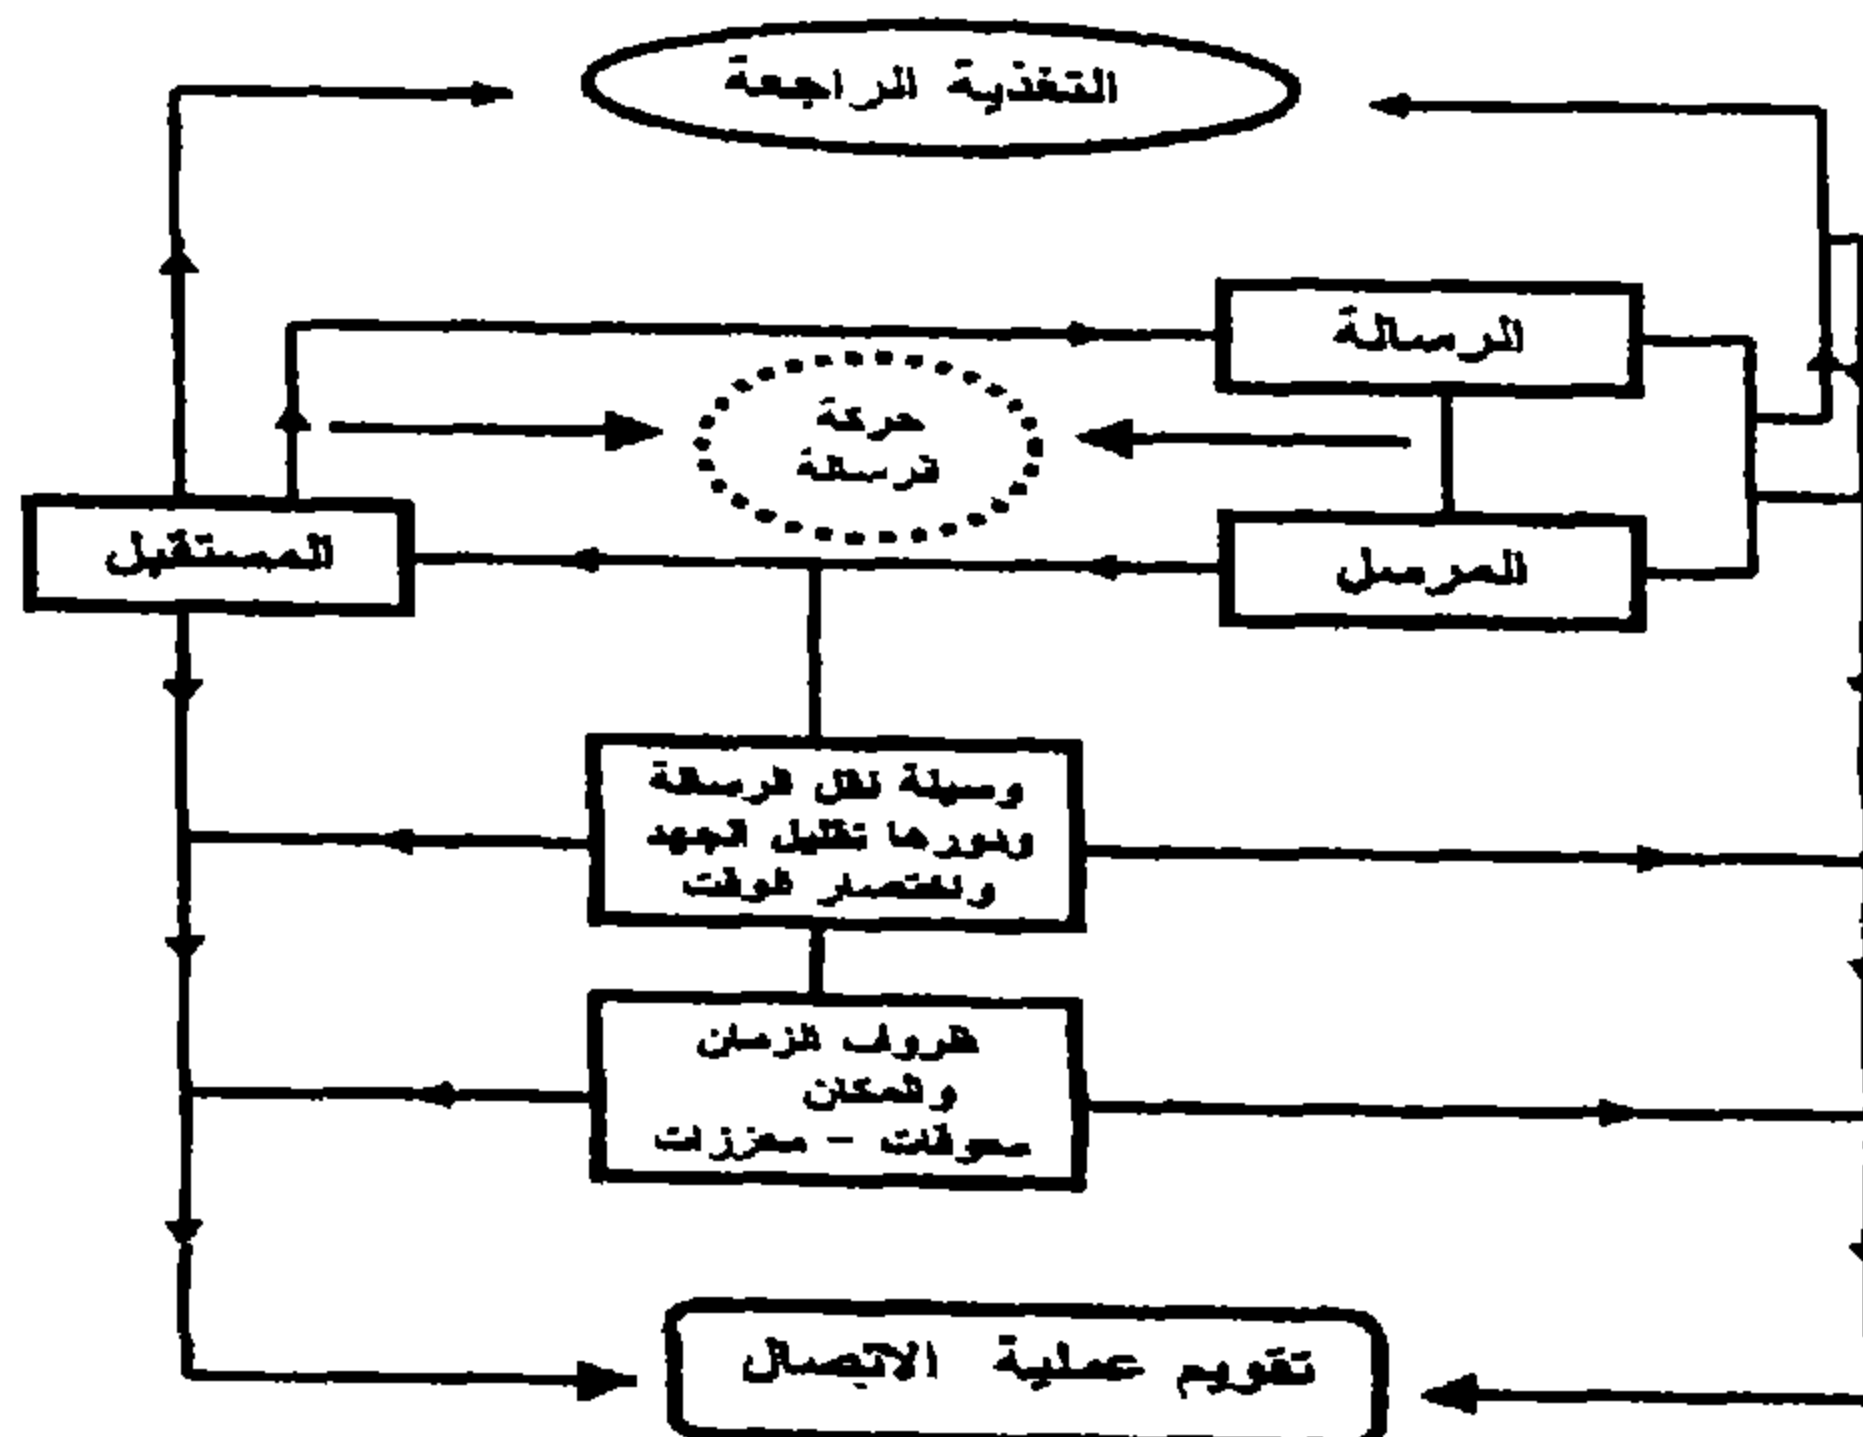 التغذية الراجعة
الرسالة
حركة
الرسالة
المستقبل
المرسل
وسيلة نقل الرسالة
ودورها تقليل الجهد
واختصار الوقت
ظروف الزمان
والمكان
معوقات - معززات
تقويم عملية الاتصال